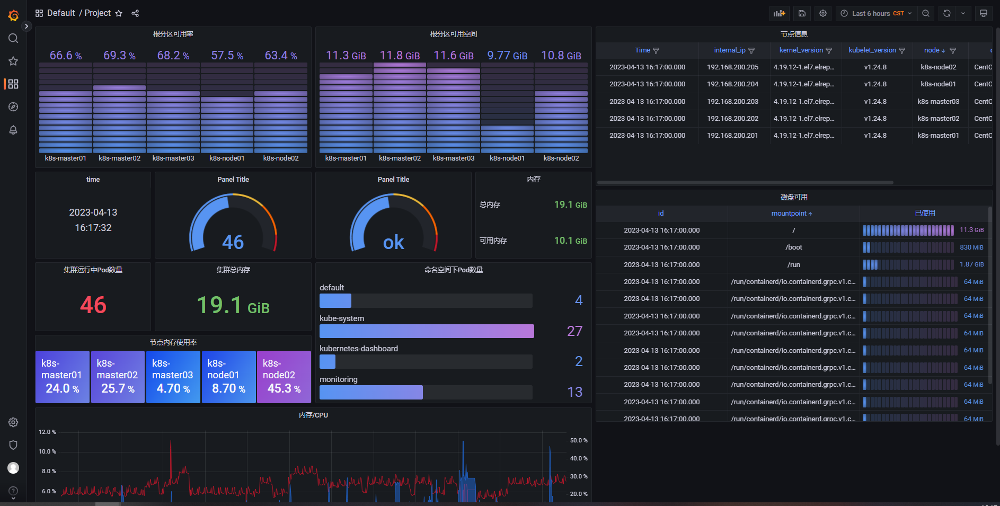 Default / Project
Last 6 hours CST
根分区可用率
66.6 % 69.3 % 68.2 % 57.5 % 63.4 %
k8s-master01 k8s-master02 k8s-master03 k8s-node01 k8s-node02
根分区可用空间
11.3 GiB 11.8 GiB 11.6 GiB 9.77 GiB 10.8 GiB
k8s-master01 k8s-master02 k8s-master03 k8s-node01 k8s-node02
节点信息
Time internal_ip kernel_version kubelet_version node
2023-04-13 16:17:00.000 192.168.200.205 4.19.12-1.el7.elrep... v1.24.8 k8s-node02 CentO
2023-04-13 16:17:00.000 192.168.200.204 4.19.12-1.el7.elrep... v1.24.8 k8s-node01 CentO
2023-04-13 16:17:00.000 192.168.200.203 4.19.12-1.el7.elrep... v1.24.8 k8s-master03 CentO
2023-04-13 16:17:00.000 192.168.200.202 4.19.12-1.el7.elrep... v1.24.8 k8s-master02 CentO
2023-04-13 16:17:00.000 192.168.200.201 4.19.12-1.el7.elrep... v1.24.8 k8s-master01 CentO
time
2023-04-13
16:17:32
Panel Title
46
Panel Title
ok
内存
总内存 19.1 GiB
可用内存 10.1 GiB
磁盘可用
id mountpoint 已使用
2023-04-13 16:17:00.000 / 11.3 GiB
2023-04-13 16:17:00.000 /boot 830 MiB
2023-04-13 16:17:00.000 /run 1.87 GiB
2023-04-13 16:17:00.000 /run/containerd/io.containerd.grpc.v1.c... 64 MiB
2023-04-13 16:17:00.000 /run/containerd/io.containerd.grpc.v1.c... 64 MiB
2023-04-13 16:17:00.000 /run/containerd/io.containerd.grpc.v1.c... 64 MiB
2023-04-13 16:17:00.000 /run/containerd/io.containerd.grpc.v1.c... 64 MiB
2023-04-13 16:17:00.000 /run/containerd/io.containerd.grpc.v1.c... 64 MiB
2023-04-13 16:17:00.000 /run/containerd/io.containerd.grpc.v1.c... 64 MiB
2023-04-13 16:17:00.000 /run/containerd/io.containerd.grpc.v1.c... 64 MiB
2023-04-13 16:17:00.000 /run/containerd/io.containerd.grpc.v1.c... 64 MiB
2023-04-13 16:17:00.000 /run/containerd/io.containerd.grpc.v1.c... 64 MiB
集群运行中Pod数量
46
集群总内存
19.1 GiB
命名空间下Pod数量
default
4
kube-system
27
kubernetes-dashboard
2
monitoring
13
节点内存使用率
k8s-master01 24.0 %
k8s-master02 25.7 %
k8s-master03 4.70 %
k8s-node01 8.70 %
k8s-node02 45.3 %
内存/CPU
12.0 %
10.0 %
8.0 %
6.0 %
50.0 %
40.0 %
30.0 %
20.0 %